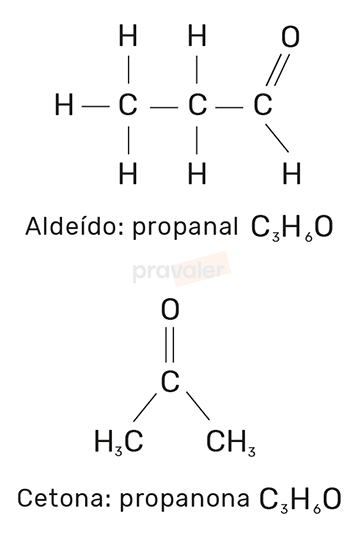 H H O
H C C C
H H H
Aldeído: propanal C₃H₆O
pravaler
O
C
H₃C CH₃
Cetona: propanona C₃H₆O